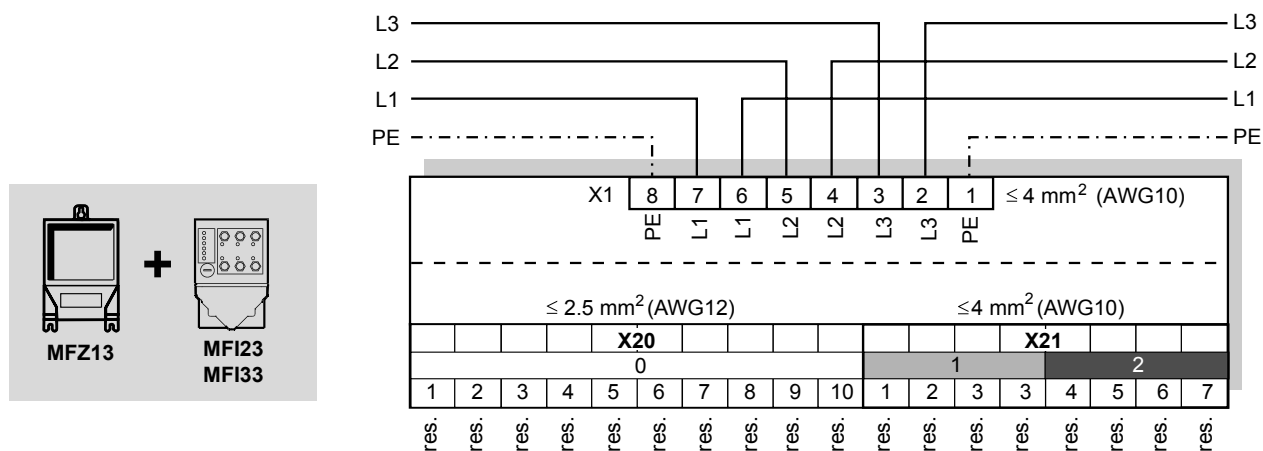 L3 L3
L2 L2
L1 L1
PE PE
X1 8 7 6 5 4 3 2 1 ≤ 4 mm² (AWG10)
PE L1 L1 L2 L2 L3 L3 PE
≤ 2.5 mm² (AWG12) ≤4 mm² (AWG10)
X20 X21
0 1 2
1 2 3 4 5 6 7 8 9 10 1 2 3 3 4 5 6 7
res. res. res. res. res. res. res. res. res. res. res. res. res. res. res. res. res. res.
MFZ13
MFI23
MFI33